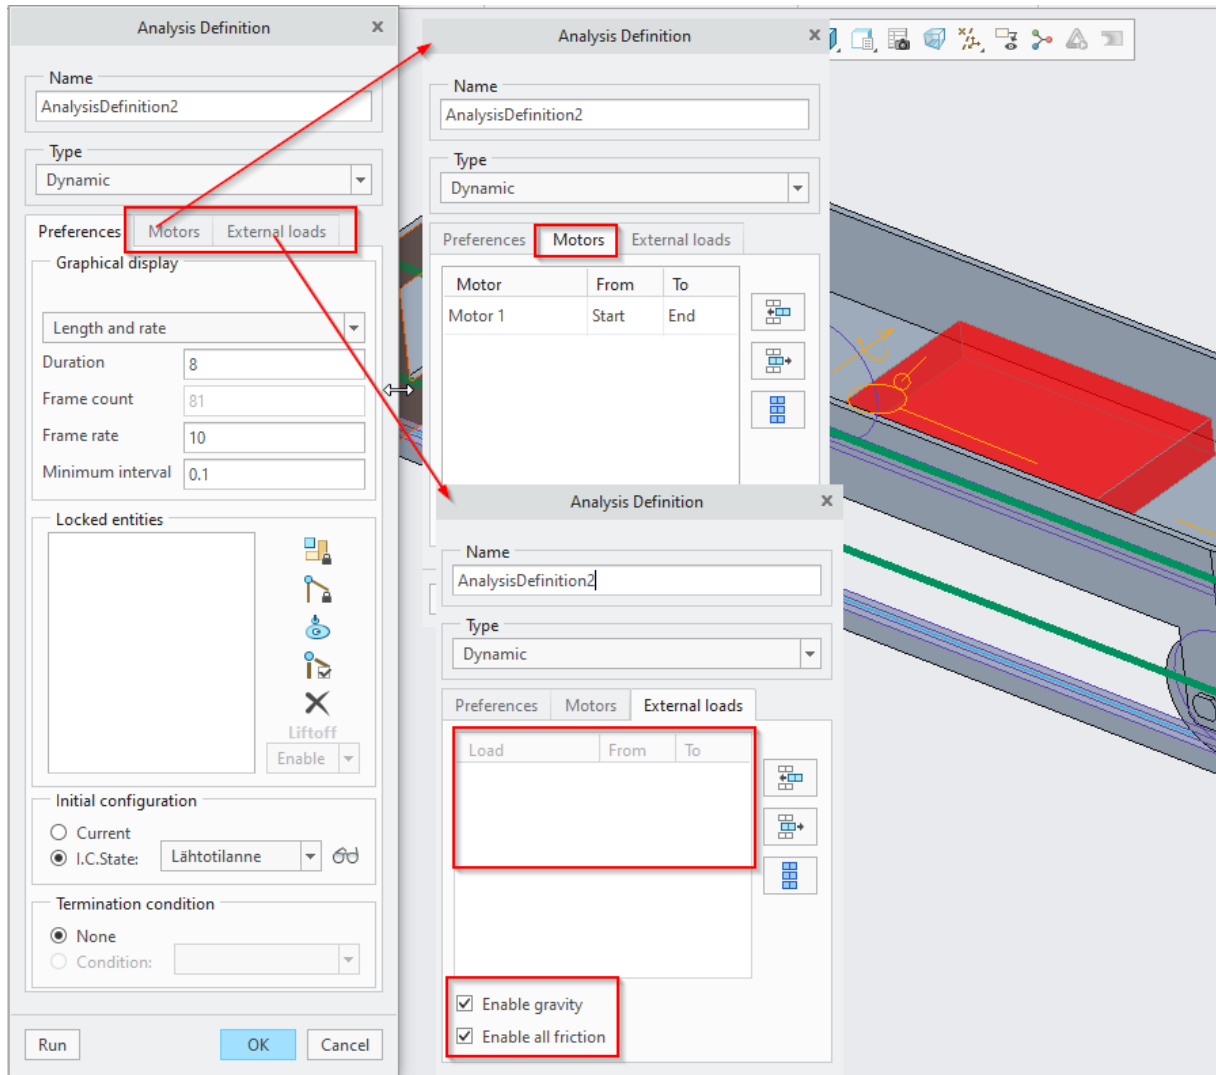 Analysis Definition
Name
AnalysisDefinition2
Type
Dynamic
Preferences Motors External loads
Graphical display
Length and rate
Duration 8
Frame count 81
Frame rate 10
Minimum interval 0.1
Locked entities
Liftoff
Enable
Initial configuration
Current
I.C.State: Lähtotilanne
Termination condition
None
Condition:
Run OK Cancel
Analysis Definition
Name
AnalysisDefinition2
Type
Dynamic
Preferences Motors External loads
Motor From To
Motor 1 Start End
Analysis Definition
Name
AnalysisDefinition2
Type
Dynamic
Preferences Motors External loads
Load From To
Enable gravity
Enable all friction